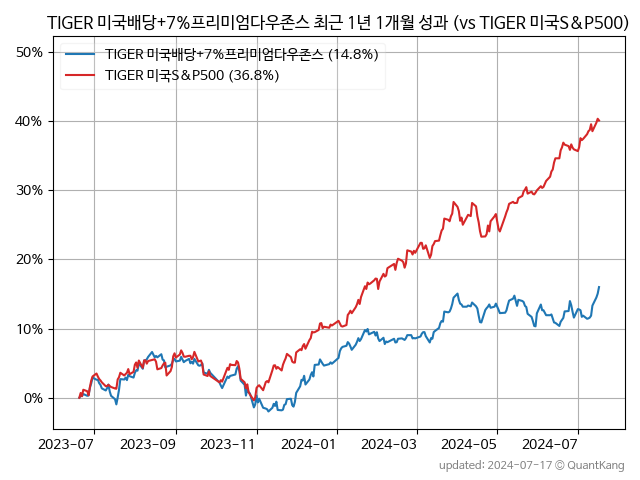 TIGER 미국배당+7%프리미엄다우존스 최근 1년 1개월 성과 (vs TIGER 미국S&P500)
TIGER 미국배당+7%프리미엄다우존스 (14.8%)
TIGER 미국S&P500 (36.8%)
50%
40%
30%
20%
10%
0%
2023-07 2023-09 2023-11 2024-01 2024-03 2024-05 2024-07
updated: 2024-07-17 © QuantKang